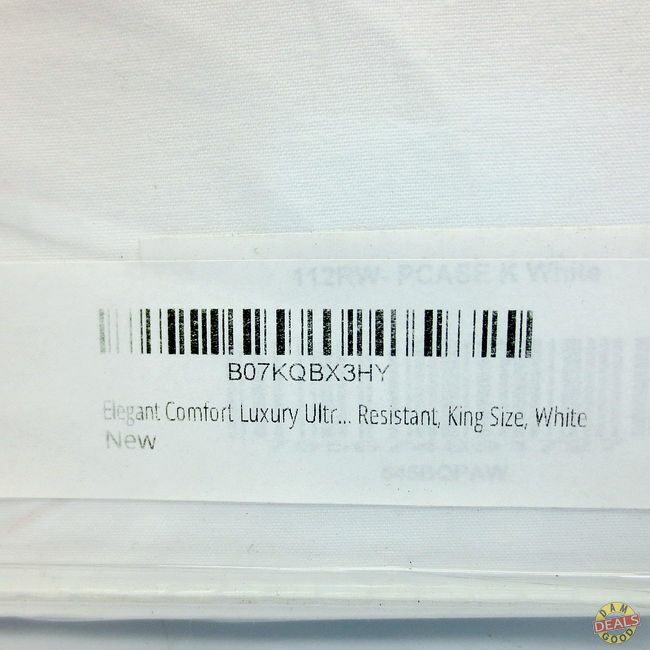 112RW- PCASE K White
B07KQBX3HY
Elegant Comfort Luxury Ultr... Resistant, King Size, White
New
DAM
DEALS
GOOD